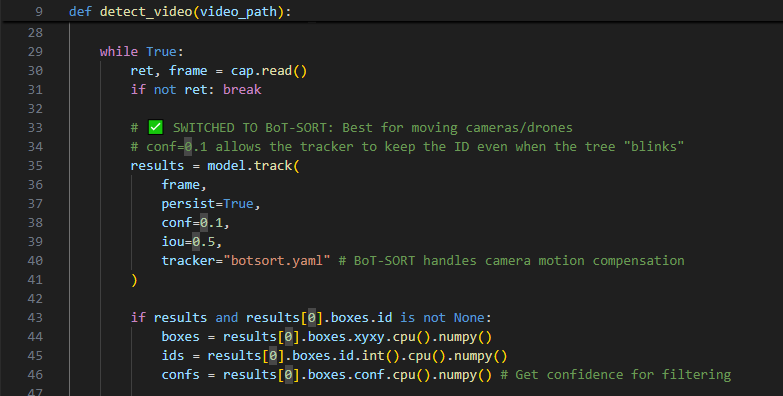 9 def detect_video(video_path):
28
29 while True:
30 ret, frame = cap.read()
31 if not ret: break
32
33 # ✅ SWITCHED TO BoT-SORT: Best for moving cameras/drones
34 # conf=0.1 allows the tracker to keep the ID even when the tree "blinks"
35 results = model.track(
36 frame,
37 persist=True,
38 conf=0.1,
39 iou=0.5,
40 tracker="botsort.yaml" # BoT-SORT handles camera motion compensation
41 )
42
43 if results and results[0].boxes.id is not None:
44 boxes = results[0].boxes.xyxy.cpu().numpy()
45 ids = results[0].boxes.id.int().cpu().numpy()
46 confs = results[0].boxes.conf.cpu().numpy() # Get confidence for filtering
47